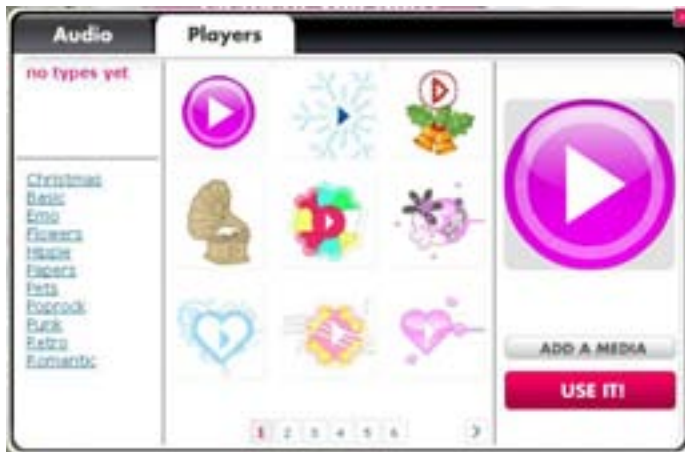 Audio
Players
no types yet
Christmas
Basic
Emo
Flowers
Hippie
Papers
Pets
Poprock
Punk
Retro
Romantic
ADD A MEDIA
USE IT!
1 2 3 4 5 6 >